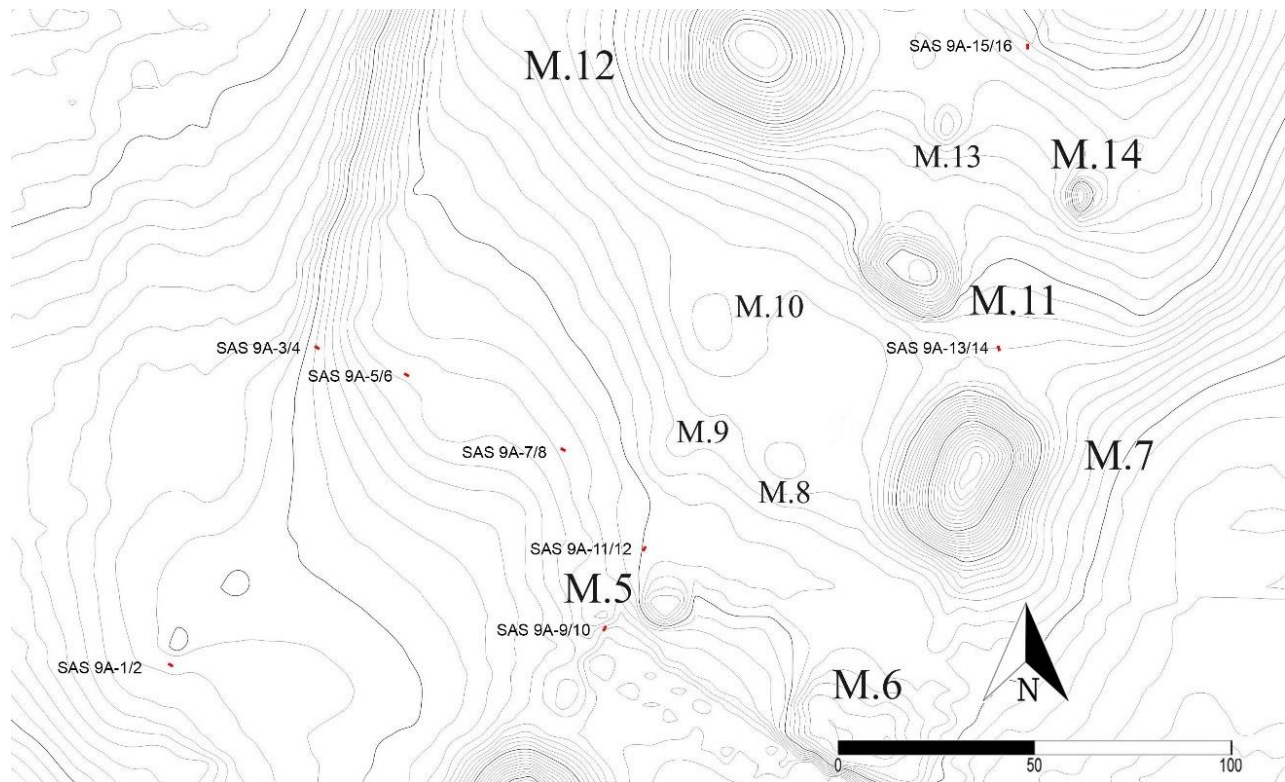 SAS 9A-15/16
M.12
M.13
M.14
M.10
M.11
SAS 9A-3/4
SAS 9A-13/14
SAS 9A-5/6
M.9
SAS 9A-7/8
M.7
M.8
SAS 9A-11/12
M.5
SAS 9A-9/10
SAS 9A-1/2
M.6
N
0 50 100